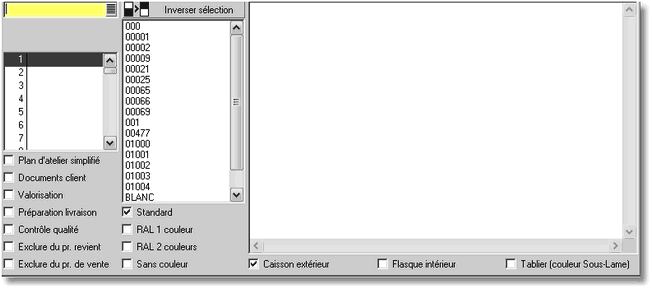 Inverser sélection
000
00001
00002
00009
00021
00025
00065
00066
00069
001
00477
01000
01001
01002
01003
01004
BLANC
1
2
3
4
5
6
7
Plan d'atelier simplifié
Documents client
Valorisation
Préparation livraison
Contrôle qualité
Exclure du pr. revient
Exclure du pr. de vente
Standard
RAL 1 couleur
RAL 2 couleurs
Sans couleur
Caisson extérieur
Flasque intérieur
Tablier (couleur Sous-Lame)